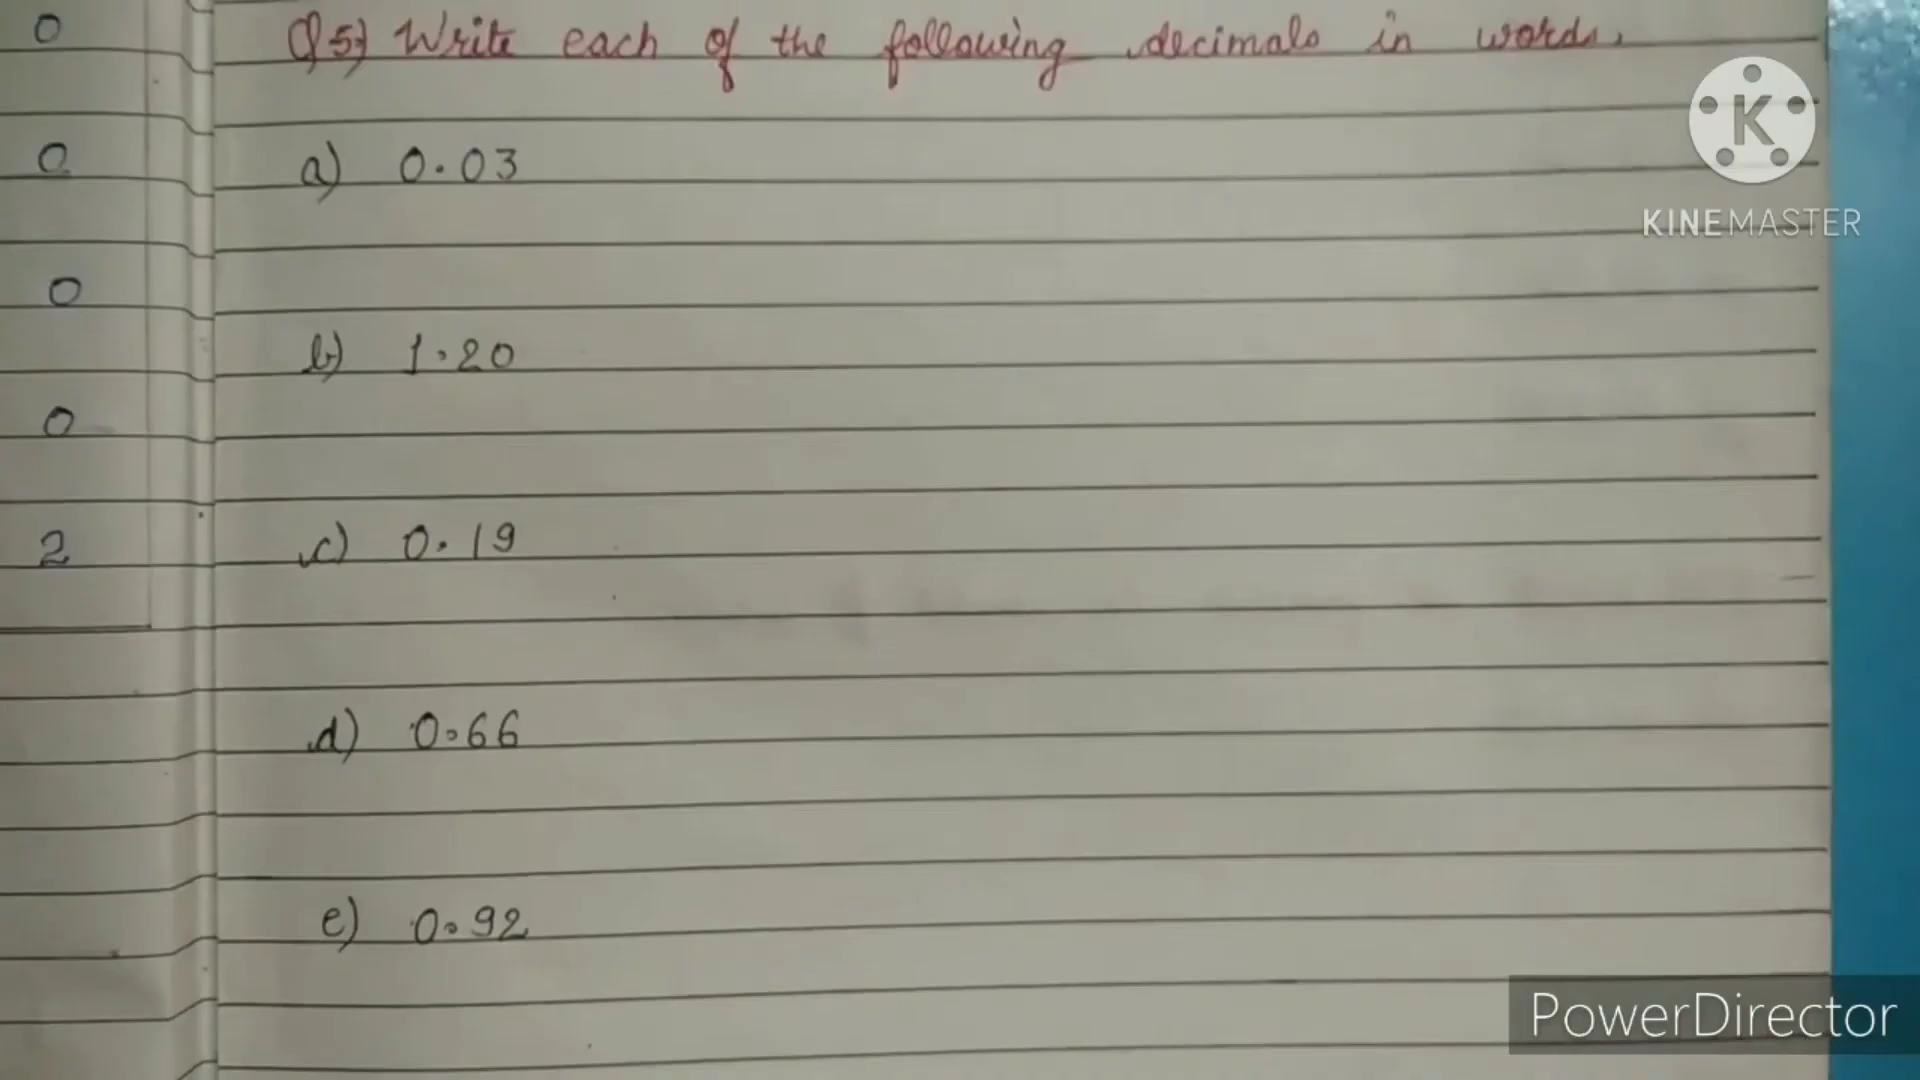 0
Q5) Write each of the following decimals in words.
0
a) 0.03
KINEMASTER
0
b) 1.20
0
2
c) 0.19
d) 0.66
e) 0.92
PowerDirector